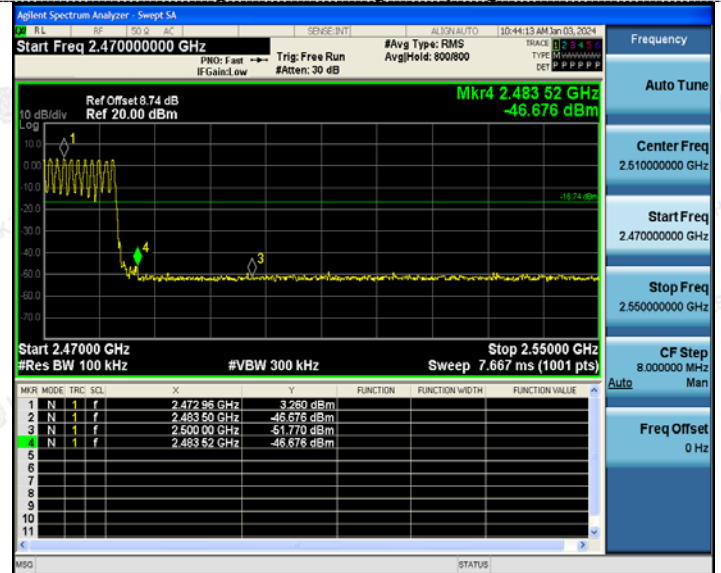 Agilent Spectrum Analyzer - Swept SA
RL RF 50 Ω AC SENSE:INT ALIGNAUTO 10:44:13 AM Jan 03, 2024
Start Freq 2.470000000 GHz
PNO: Fast
IFGain:Low
Trig: Free Run
#Atten: 30 dB
#Avg Type: RMS
Avg|Hold: 800/800
TRACE 1 2 3 4 5 6
TYPE M W W W W W
DET P P P P P P
Ref Offset 8.74 dB
10 dB/div Ref 20.00 dBm
Log
Mkr4 2.483 52 GHz
-46.676 dBm
10.0
0.00
-10.0
-20.0
-30.0
-40.0
-50.0
-60.0
-70.0
1
4
3
-16.74 dBm
Start 2.47000 GHz Stop 2.55000 GHz
#Res BW 100 kHz #VBW 300 kHz Sweep 7.667 ms (1001 pts)
MKR MODE TRC SCL X Y FUNCTION FUNCTION WIDTH FUNCTION VALUE
1 N 1 f 2.472 96 GHz 3.260 dBm
2 N 1 f 2.483 50 GHz -46.676 dBm
3 N 1 f 2.500 00 GHz -51.770 dBm
4 N 1 f 2.483 52 GHz -46.676 dBm
5
6
7
8
9
10
11
MSG STATUS
Frequency
Auto Tune
Center Freq
2.510000000 GHz
Start Freq
2.470000000 GHz
Stop Freq
2.550000000 GHz
CF Step
8.000000 MHz
Auto Man
Freq Offset
0 Hz